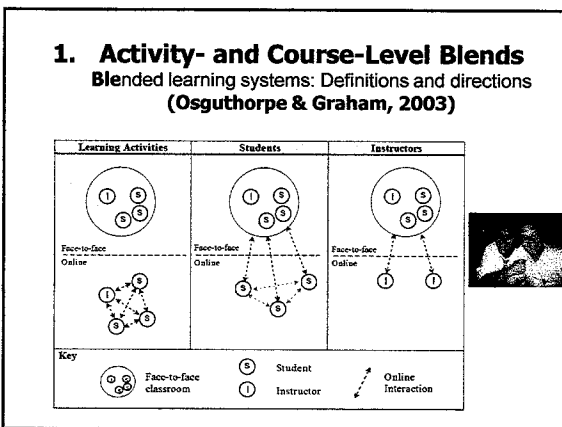 1. Activity- and Course-Level Blends
Blended learning systems: Definitions and directions
(Osguthorpe & Graham, 2003)
Learning Activities Students Instructors
I S S S
I S S S
I S S S
Face-to-face Face-to-face Face-to-face
Online Online Online
S I S S
S S S
I I
Key
Face-to-face
classroom
S Student
I Instructor
Online
Interaction